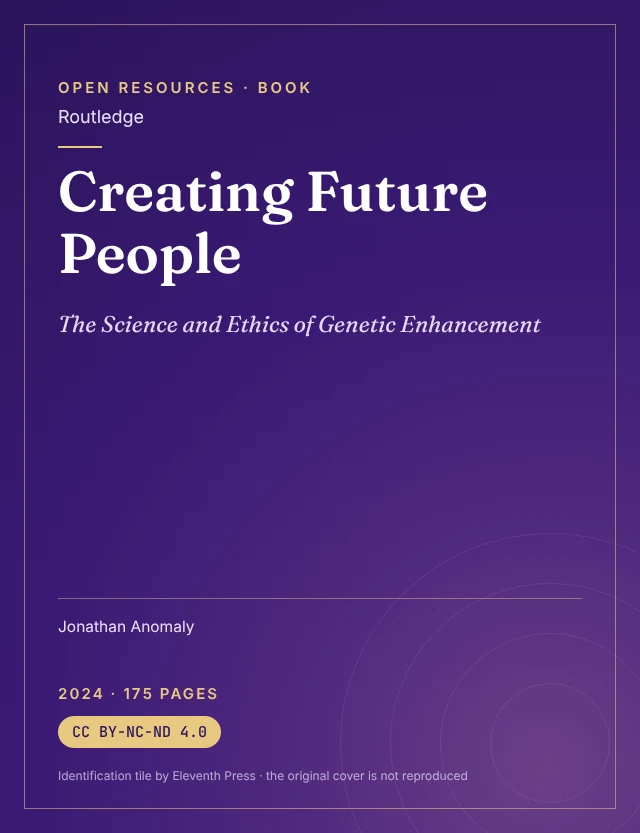 OPEN RESOURCES · BOOK
Routledge
Creating Future
People
The Science and Ethics of Genetic Enhancement
Jonathan Anomaly
2024 · 175 PAGES
CC BY-NC-ND 4.0
Identification tile by Eleventh Press · the original cover is not reproduced